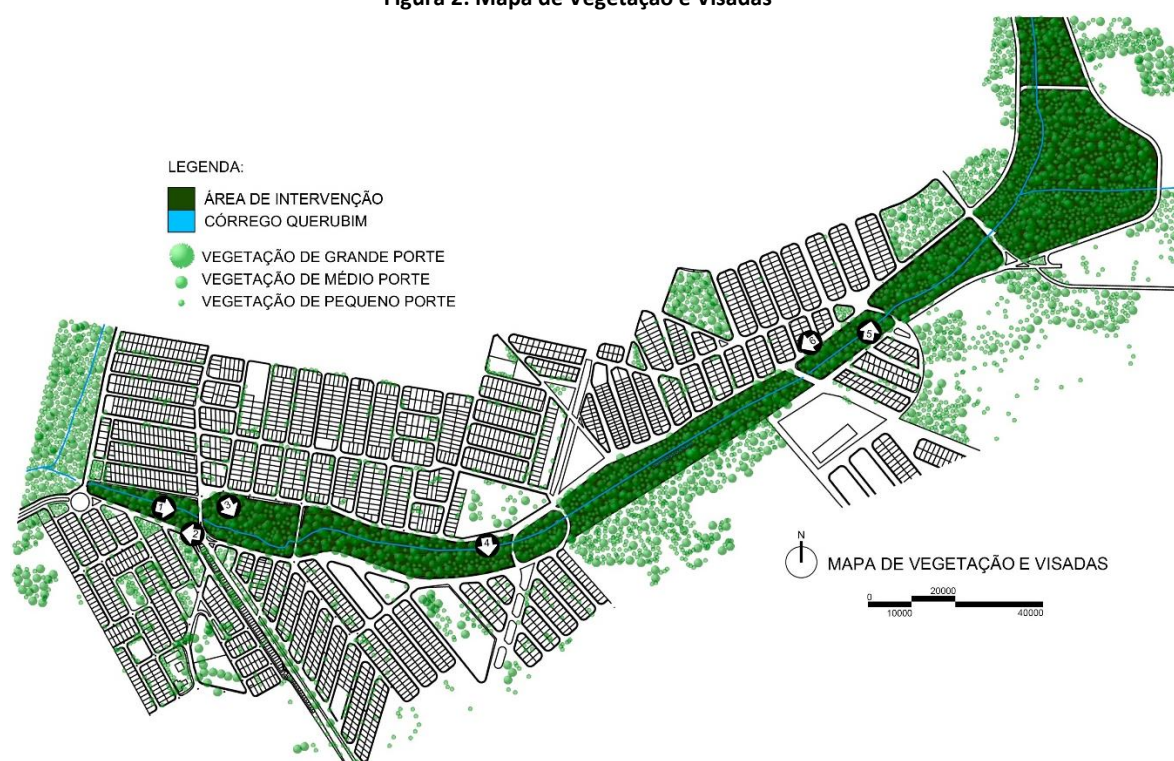 Figura 2: Mapa de Vegetação e Visadas
LEGENDA:
ÁREA DE INTERVENÇÃO
CÓRREGO QUERUBIM
VEGETAÇÃO DE GRANDE PORTE
VEGETAÇÃO DE MÉDIO PORTE
VEGETAÇÃO DE PEQUENO PORTE
6
5
1
3
2
4
N
MAPA DE VEGETAÇÃO E VISADAS
0
20000
10000
40000